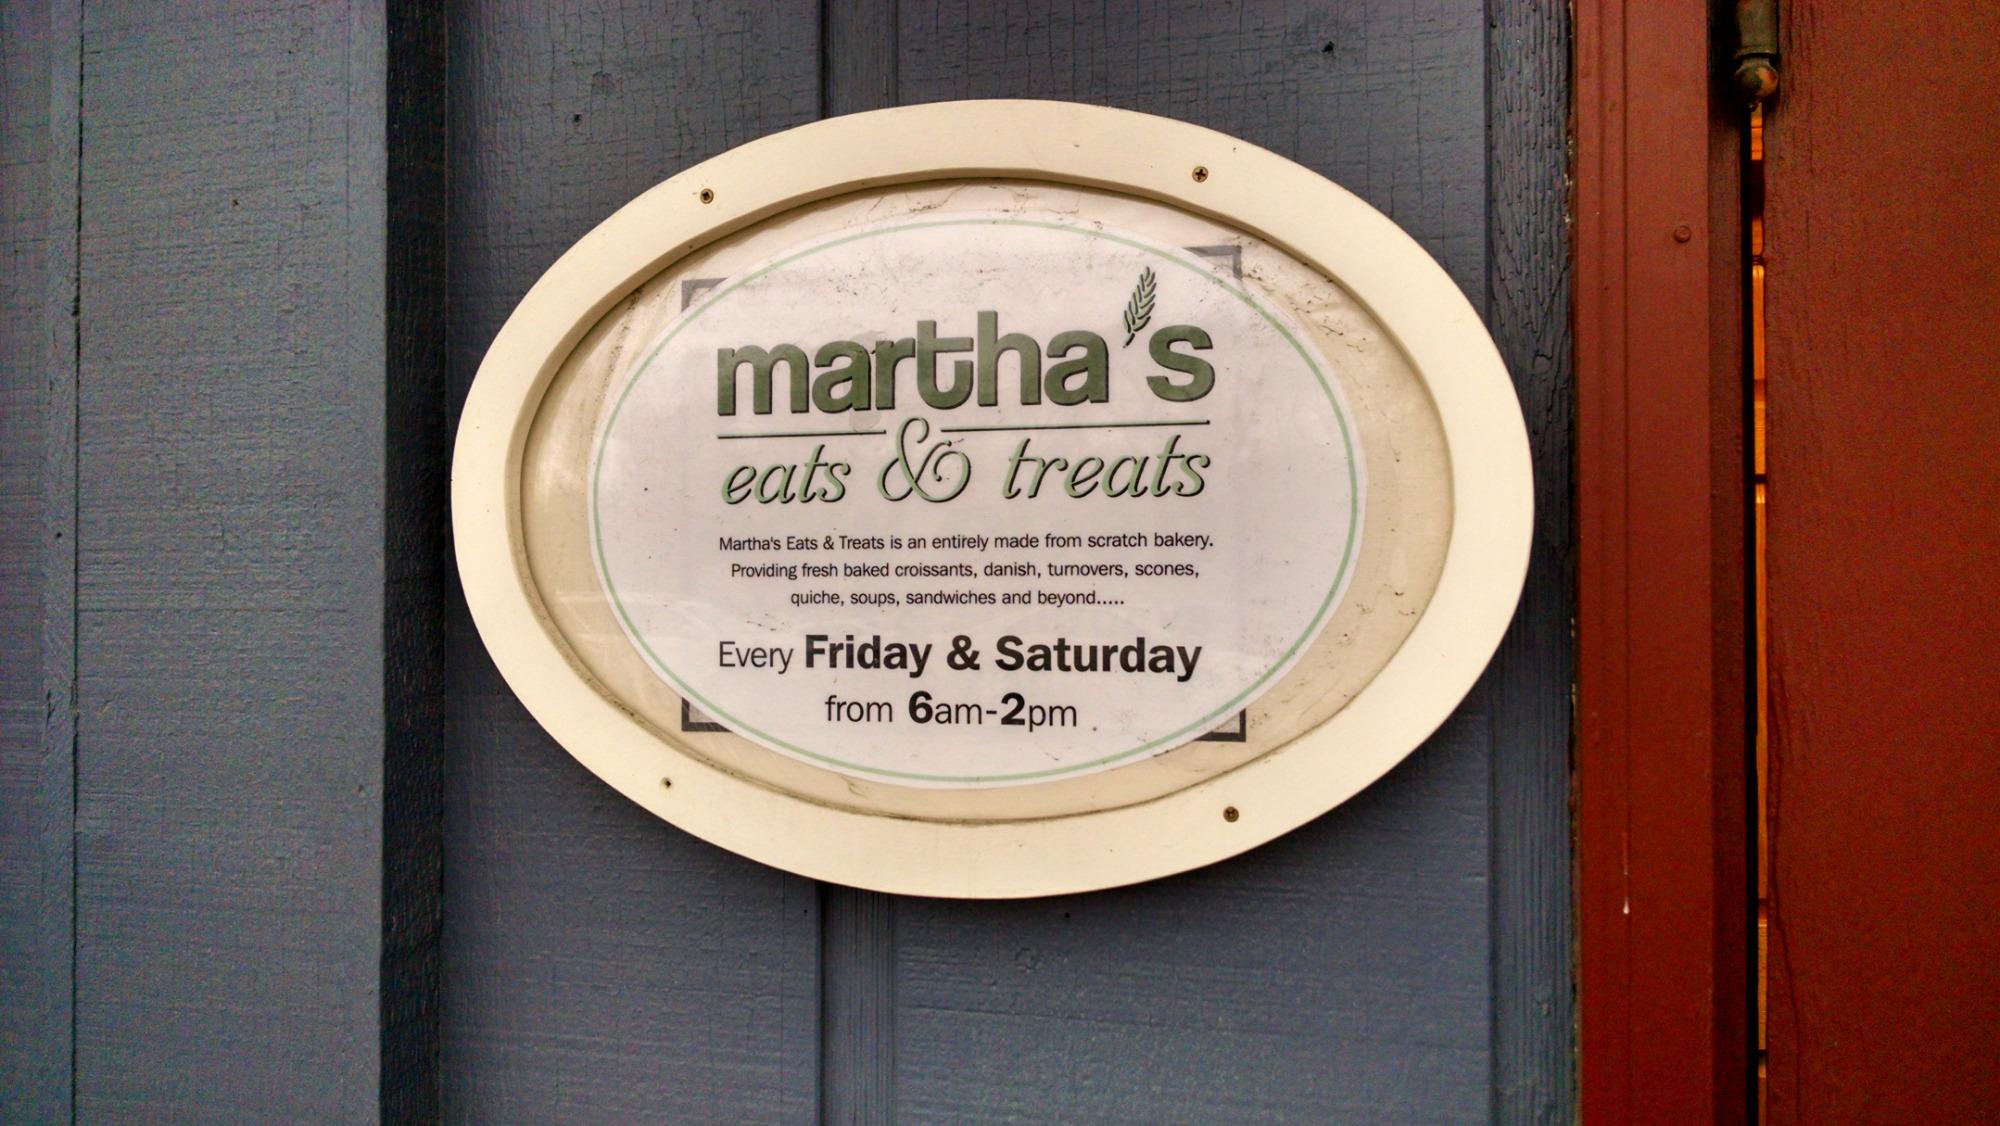 martha's
eats & treats
Martha's Eats & Treats is an entirely made from scratch bakery.
Providing fresh baked croissants, danish, turnovers, scones,
quiche, soups, sandwiches and beyond.....
Every Friday & Saturday
from 6am-2pm